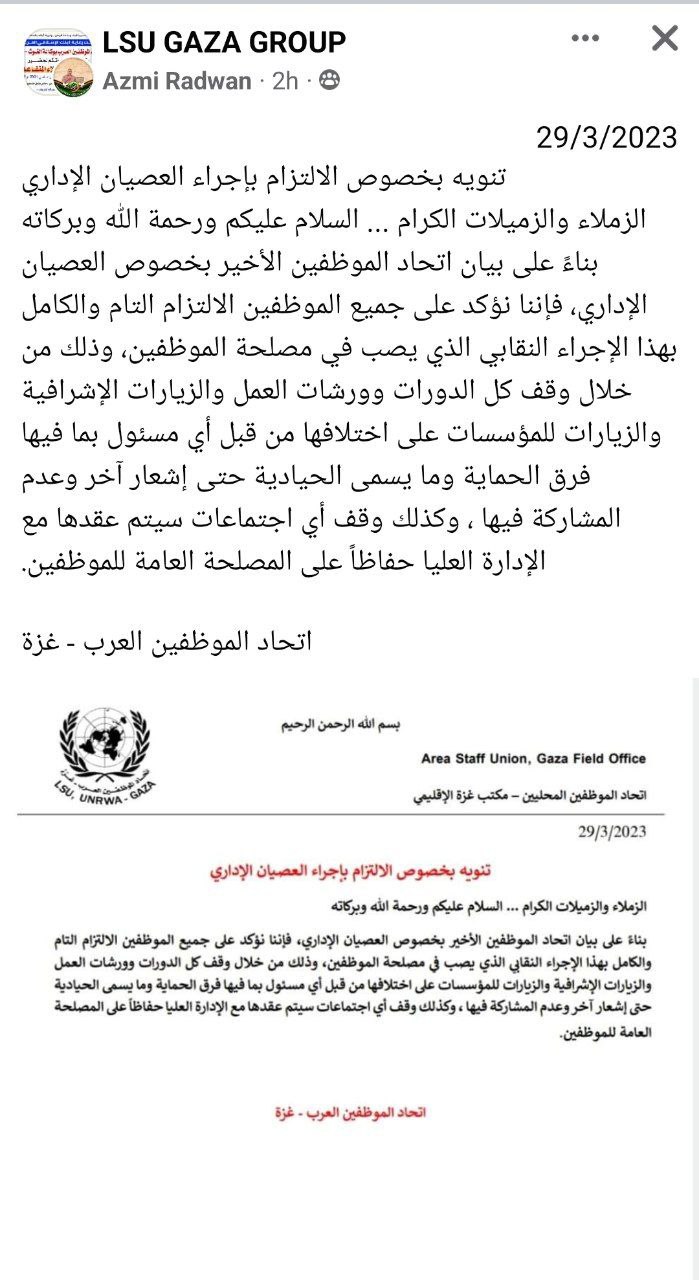 LSU GAZA GROUP
Azmi Radwan · 2h ·
29/3/2023
تنويه بخصوص الالتزام بإجراء العصيان الإداري
الزملاء والزميلات الكرام ... السلام عليكم ورحمة الله وبركاته
بناءً على بيان اتحاد الموظفين الأخير بخصوص العصيان
الإداري، فإننا نؤكد على جميع الموظفين الالتزام التام والكامل
بهذا الإجراء النقابي الذي يصب في مصلحة الموظفين، وذلك من
خلال وقف كل الدورات وورشات العمل والزيارات الإشرافية
والزيارات للمؤسسات على اختلافها من قبل أي مسئول بما فيها
فرق الحماية وما يسمى الحيادية حتى إشعار آخر وعدم
المشاركة فيها ، وكذلك وقف أي اجتماعات سيتم عقدها مع
الإدارة العليا حفاظاً على المصلحة العامة للموظفين.
اتحاد الموظفين العرب - غزة
بسم الله الرحمن الرحيم
Area Staff Union, Gaza Field Office
اتحاد الموظفين المحليين – مكتب غزة الإقليمي
اتحاد الموظفين العرب - غزة
LSU, UNRWA - GAZA
29/3/2023
تنويه بخصوص الالتزام بإجراء العصيان الإداري
الزملاء والزميلات الكرام ... السلام عليكم ورحمة الله وبركاته
بناءً على بيان اتحاد الموظفين الأخير بخصوص العصيان الإداري، فإننا نؤكد على جميع الموظفين الالتزام التام
والكامل بهذا الإجراء النقابي الذي يصب في مصلحة الموظفين، وذلك من خلال وقف كل الدورات وورشات العمل
والزيارات الإشرافية والزيارات للمؤسسات على اختلافها من قبل أي مسئول بما فيها فرق الحماية وما يسمى الحيادية
حتى إشعار آخر وعدم المشاركة فيها ، وكذلك وقف أي اجتماعات سيتم عقدها مع الإدارة العليا حفاظاً على المصلحة
العامة للموظفين.
اتحاد الموظفين العرب - غزة